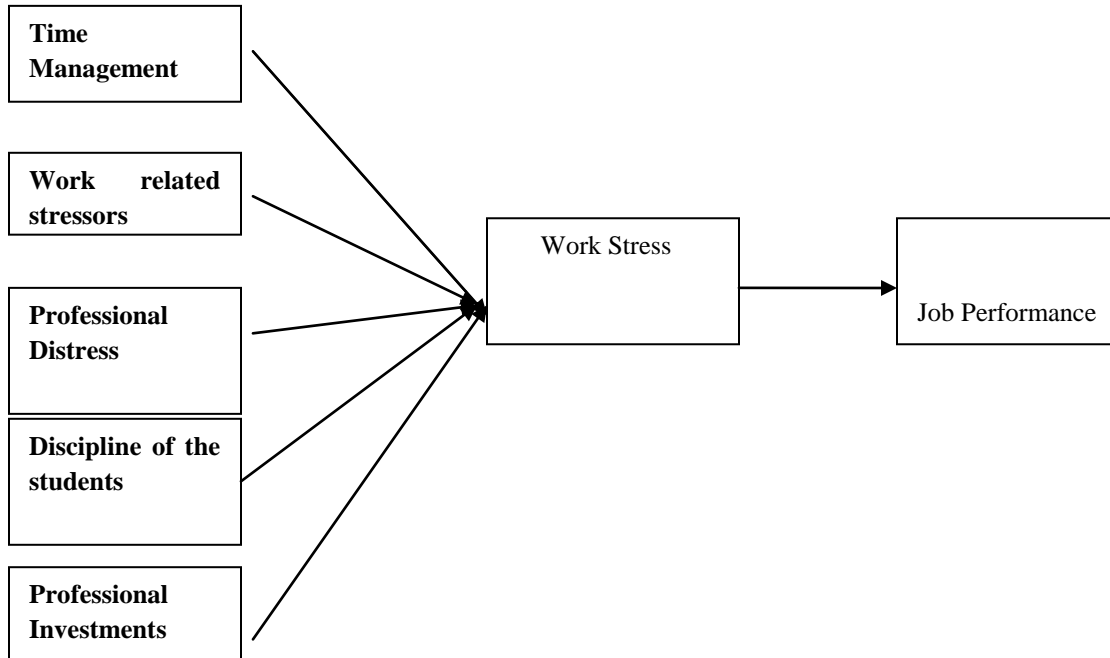 Time
Management
Work related
stressors
Work Stress
Professional
Distress
Job Performance
Discipline of the
students
Professional
Investments